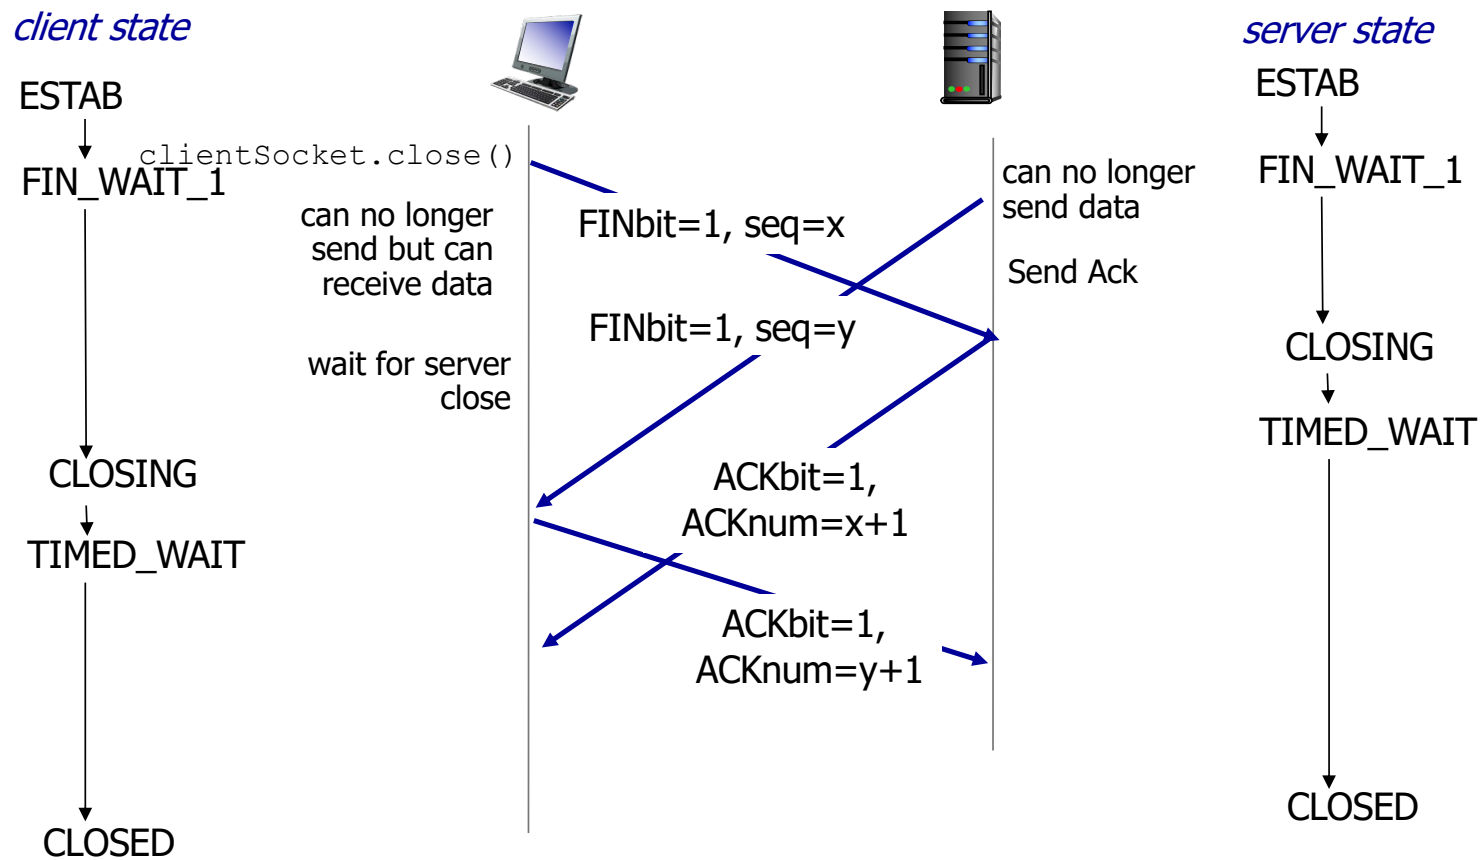 client state
server state
ESTAB
ESTAB
clientSocket.close()
FIN_WAIT_1
can no longer
send but can
receive data
wait for server
close
CLOSING
TIMED_WAIT
CLOSED
FINbit=1, seq=x
FINbit=1, seq=y
ACKbit=1,
ACKnum=x+1
ACKbit=1,
ACKnum=y+1
can no longer
send data
Send Ack
FIN_WAIT_1
CLOSING
TIMED_WAIT
CLOSED